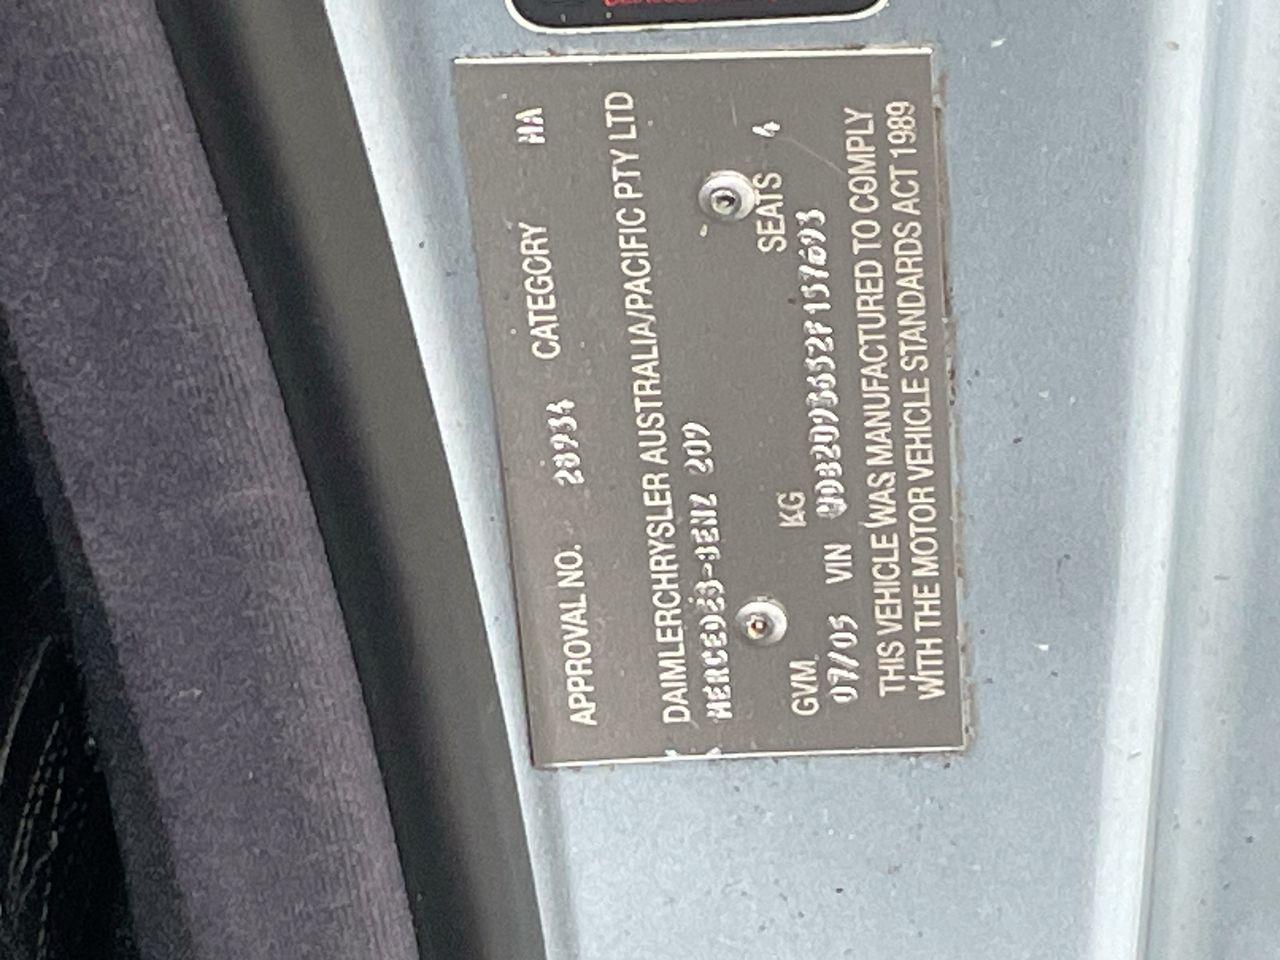 APPROVAL NO. 28934 CATEGORY MA
DAIMLERCHRYSLER AUSTRALIA/PACIFIC PTY LTD
MERCEDES-BENZ 209
SEATS 4
GVM KG
07/05 VIN
THIS VEHICLE WAS MANUFACTURED TO COMPLY
WITH THE MOTOR VEHICLE STANDARDS ACT 1989